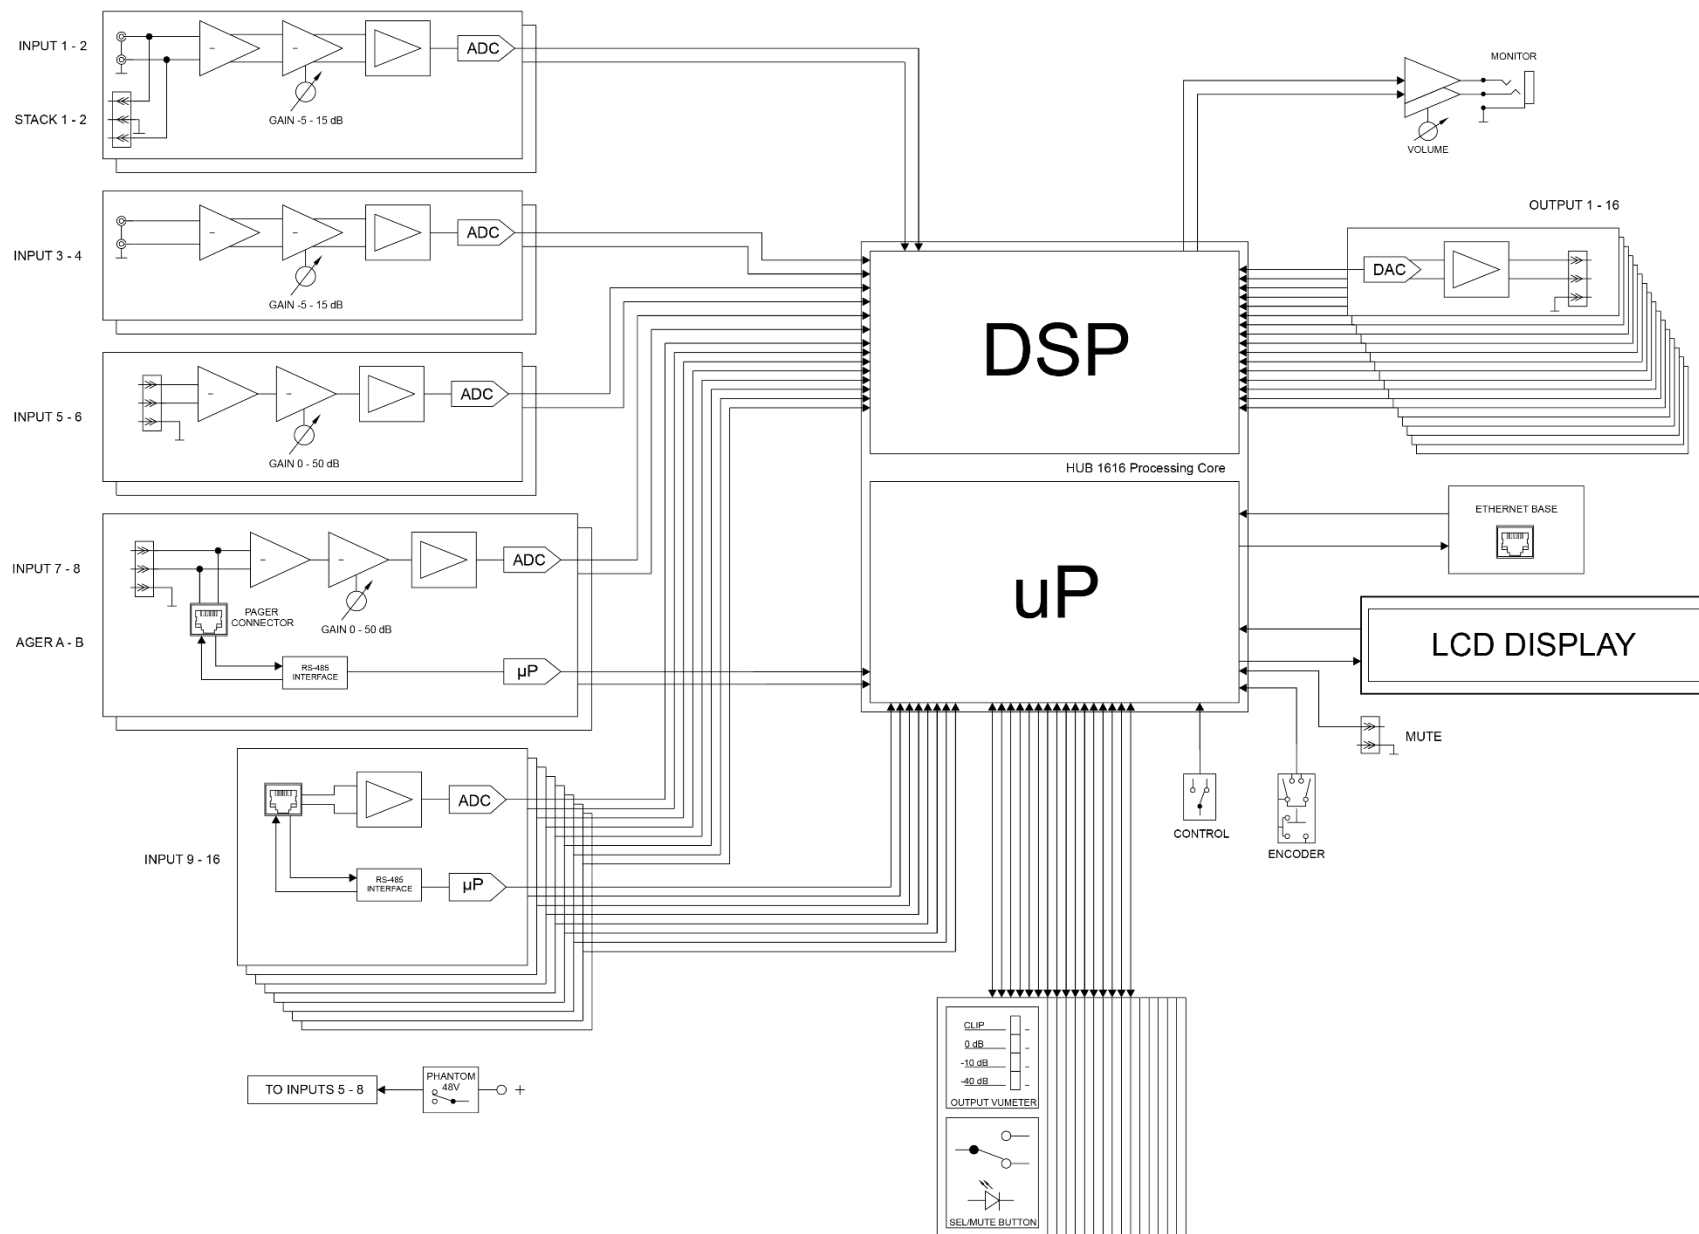 INPUT 1 - 2
ADC
GAIN -5 - 15 dB
STACK 1 - 2
MONITOR
VOLUME
INPUT 3 - 4
ADC
GAIN -5 - 15 dB
OUTPUT 1 - 16
DAC
DSP
INPUT 5 - 6
ADC
GAIN 0 - 50 dB
HUB 1616 Processing Core
INPUT 7 - 8
ADC
PAGER
CONNECTOR
GAIN 0 - 50 dB
AGER A - B
RS-485
INTERFACE
µP
uP
ETHERNET BASE
LCD DISPLAY
MUTE
CONTROL
ENCODER
INPUT 9 - 16
ADC
RS-485
INTERFACE
µP
TO INPUTS 5 - 8
PHANTOM
48V
+
CLIP
0 dB
-10 dB
-40 dB
OUTPUT VUMETER
SEL/MUTE BUTTON